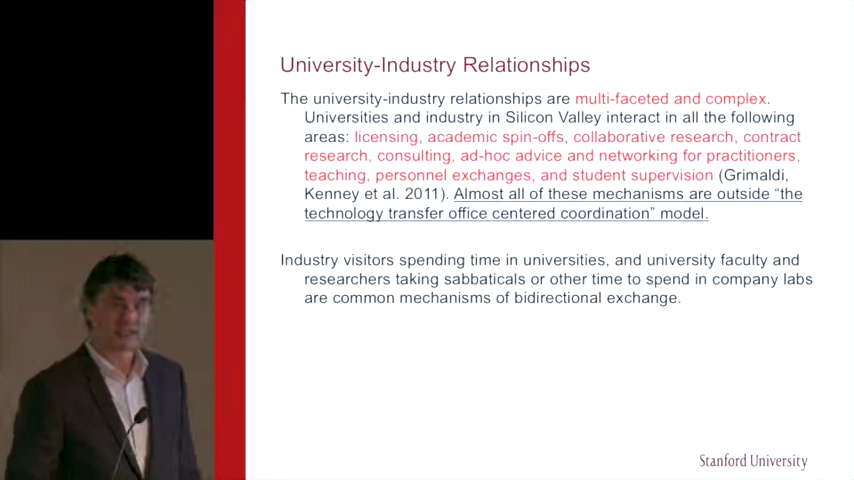 University-Industry Relationships
The university-industry relationships are multi-faceted and complex.
Universities and industry in Silicon Valley interact in all the following
areas: licensing, academic spin-offs, collaborative research, contract
research, consulting, ad-hoc advice and networking for practitioners,
teaching, personnel exchanges, and student supervision (Grimaldi,
Kenney et al. 2011). Almost all of these mechanisms are outside “the
technology transfer office centered coordination” model.
Industry visitors spending time in universities, and university faculty and
researchers taking sabbaticals or other time to spend in company labs
are common mechanisms of bidirectional exchange.
Stanford University